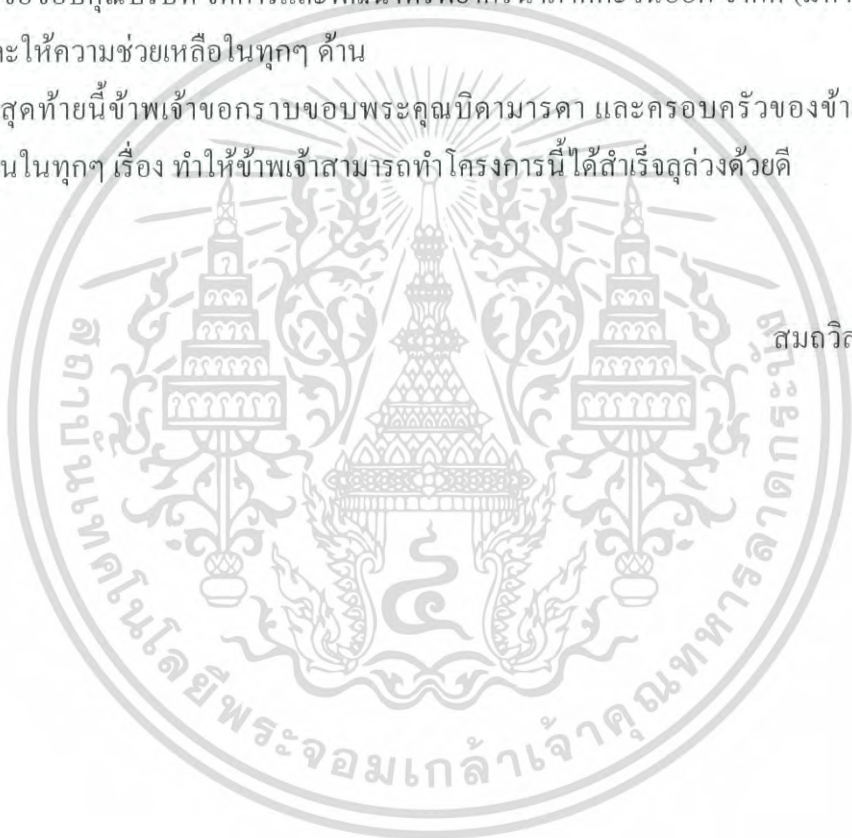 ะให้ความช่วยเหลือในทุกๆ ด้าน
สุดท้ายนี้ข้าพเจ้าขอกราบขอบพระคุณบิดามารดา และครอบครัวของข้า
นในทุกๆ เรื่อง ทำให้ข้าพเจ้าสามารถทำโครงการนี้ได้สำเร็จลุล่วงด้วยดี
สมถวิล
สถาบันเทคโนโลยีพระจอมเกล้าเจ้าคุณทหารลาดกระบัง